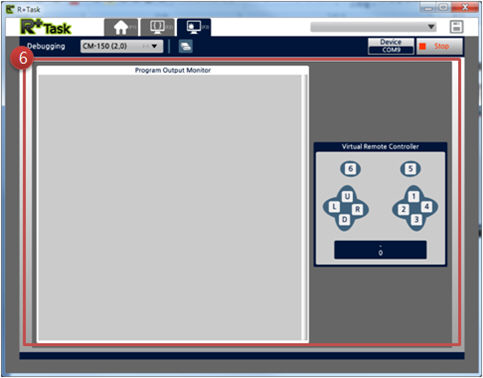 R+Task
R+Task
Debugging
CM-150 (2,0)
Device
COM9
Stop
6
Program Output Monitor
Virtual Remote Controller
6
5
U
1
L
R
2
4
D
3
-
0